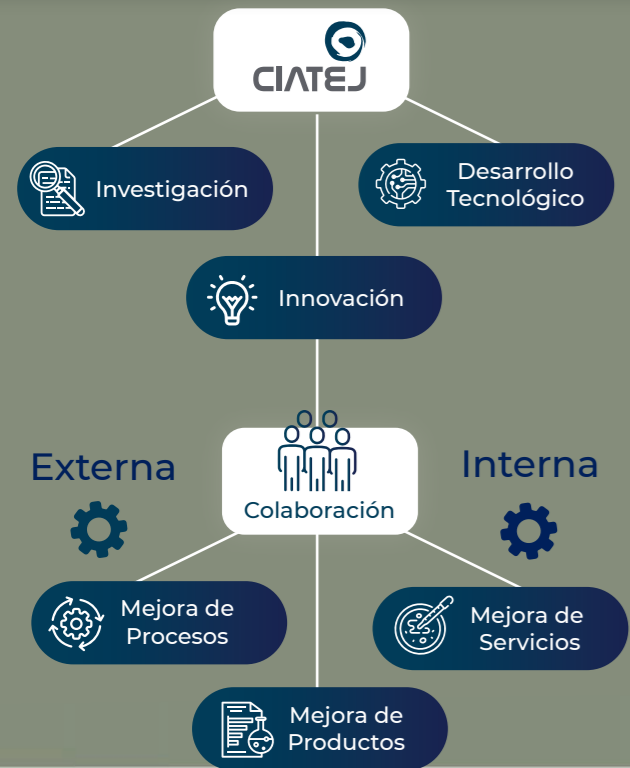 CIATEJ
Investigación
Desarrollo
Tecnológico
Innovación
Externa
Interna
Colaboración
Mejora de
Procesos
Mejora de
Servicios
Mejora de
Productos